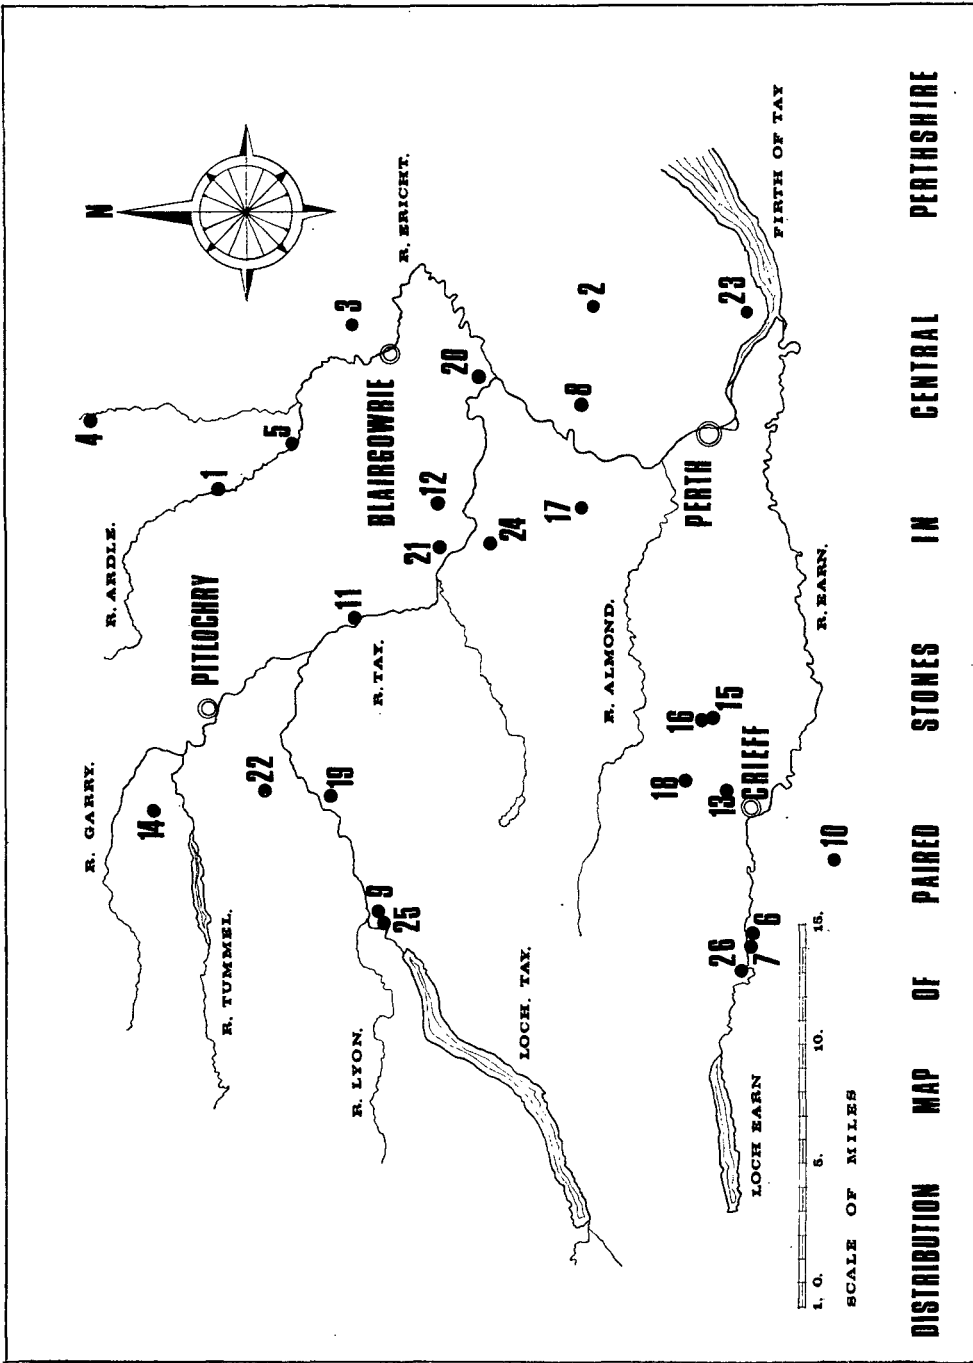 N
4
5
1
R. ARDLE.
PITLOCHRY
R. GARRY.
14
22
R. TUMMEL.
3
R. ERICHT.
BLAIRGOWRIE
20
12
21
24
11
R. TAY.
19
9
25
R. LYON.
LOCH. TAY.
2
8
17
FIRTH OF TAY
23
PERTH
R. ALMOND.
R. EARN.
16
15
18
13
CRIEFF
10
6
7
26
LOCH EARN
1. 0. 5. 10. 15.
SCALE OF MILES
DISTRIBUTION MAP OF PAIRED STONES IN CENTRAL PERTHSHIRE